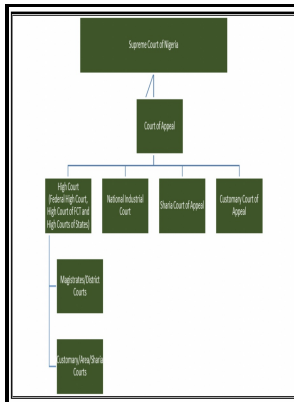 Supreme Court of Nigeria
Court of Appeal
High Court
(Federal High Court,
High Court of FCT and
High Courts of States)
National Industrial
Court
Sharia Court of Appeal
Customary Court of
Appeal
Magistrates/District
Courts
Customary/Area/Sharia
Courts